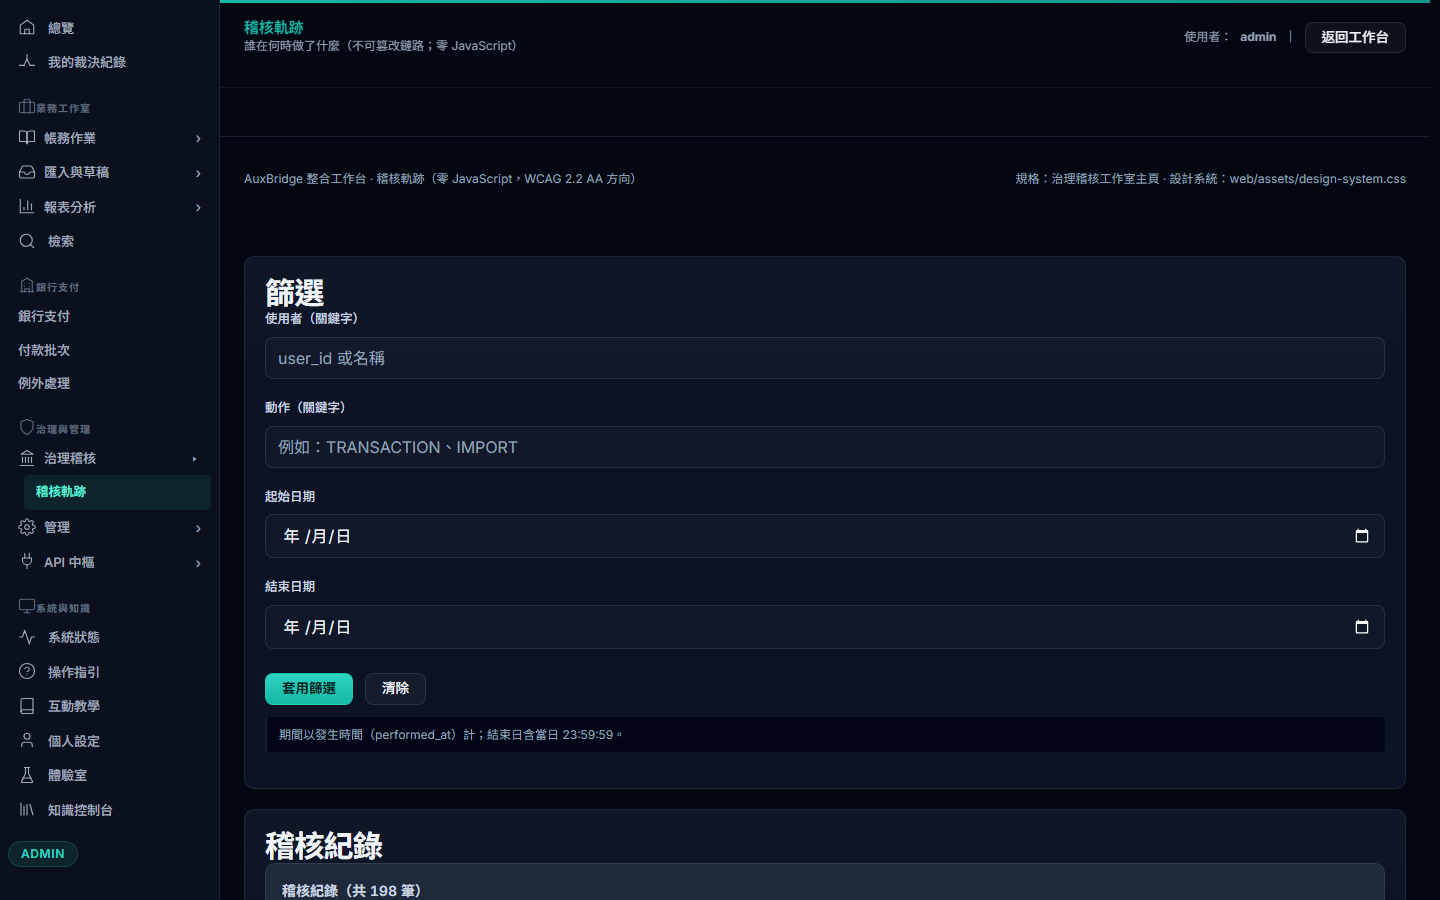 總覽
我的裁決紀錄
業務工作室
帳務作業
匯入與草稿
報表分析
檢索
銀行支付
銀行支付
付款批次
例外處理
治理與管理
治理稽核
稽核軌跡
管理
API 中樞
系統與知識
系統狀態
操作指引
互動教學
個人設定
體驗室
知識控制台
ADMIN
稽核軌跡
誰在何時做了什麼（不可篡改鏈路；零 JavaScript）
使用者： admin | 返回工作台
AuxBridge 整合工作台 · 稽核軌跡（零 JavaScript，WCAG 2.2 AA 方向）
規格：治理稽核工作室主頁 · 設計系統：web/assets/design-system.css
篩選
使用者（關鍵字）
user_id 或名稱
動作（關鍵字）
例如：TRANSACTION、IMPORT
起始日期
年 /月/日
結束日期
年 /月/日
套用篩選 清除
期間以發生時間（performed_at）計；結束日含當日 23:59:59。
稽核紀錄
稽核紀錄（共 198 筆）